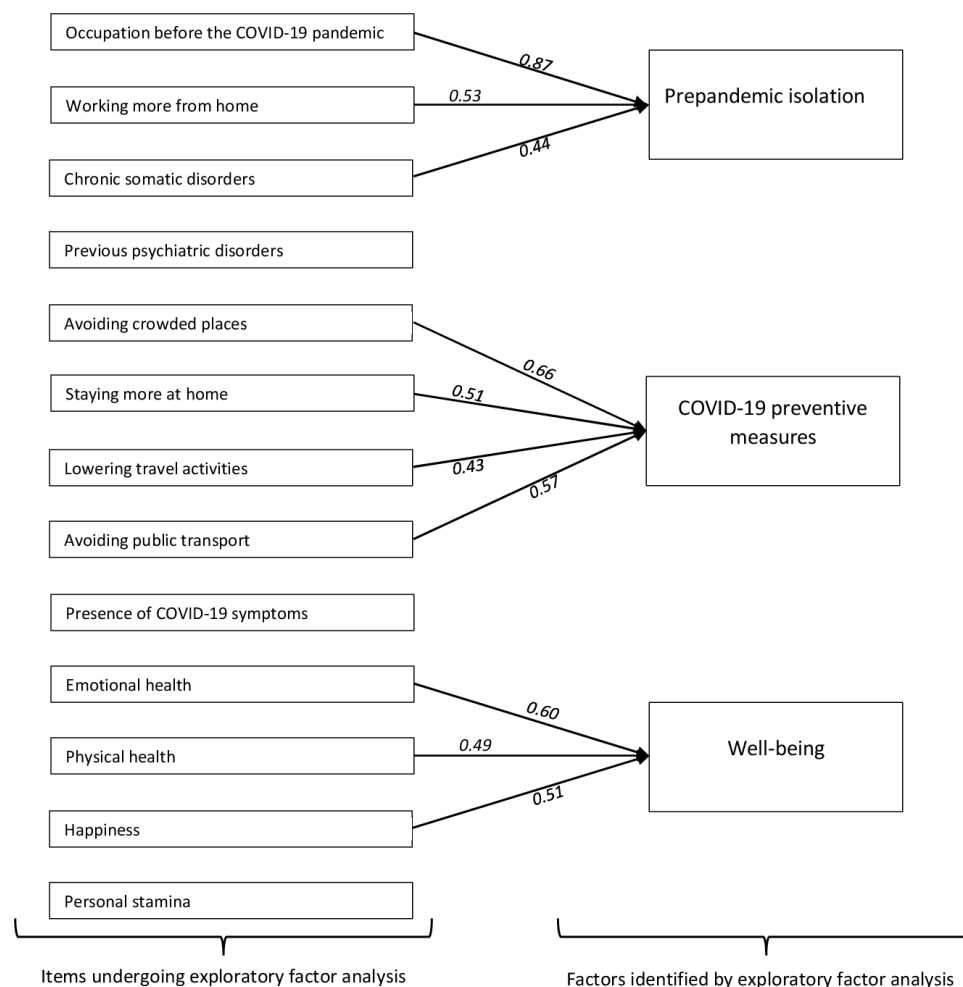 Occupation before the COVID-19 pandemic
0.87
Working more from home
0.53
Prepandemic isolation
Chronic somatic disorders
0.44
Previous psychiatric disorders
Avoiding crowded places
0.66
Staying more at home
0.51
COVID-19 preventive
measures
Lowering travel activities
0.43
0.57
Avoiding public transport
Presence of COVID-19 symptoms
Emotional health
0.60
Physical health
0.49
Well-being
Happiness
0.51
Personal stamina
Items undergoing exploratory factor analysis
Factors identified by exploratory factor analysis